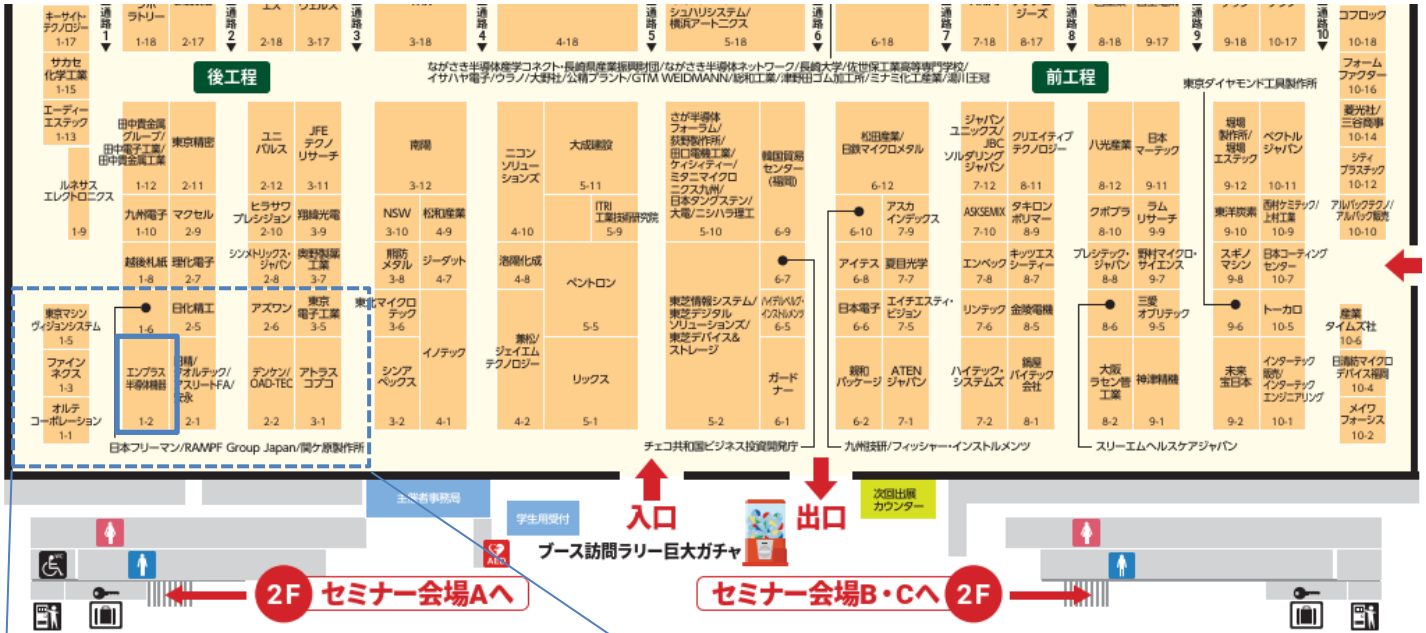 キーサイト・
テクノロジー
1-17
通路1
ラトリー
1-18
2-17
通路2
2-18
3-17
通路3
3-18
通路4
4-18
通路5
シュハリシステム/
横浜アートニクス
5-18
通路6
6-18
通路7
7-18
ジーズ
8-17
通路8
8-18
9-17
通路9
9-18
10-17
通路10
コフロック
10-18
サカセ
化学工業
1-15
後工程
ながさき半導体産学コネクト・長崎県産業振興財団/ながさき半導体ネットワーク/長崎大学/佐世保工業高等専門学校/
イサハヤ電子/ウラノ/大野社/公精プラント/GTM WEIDMANN/総和工業/津野田ゴム加工所/ミナミ化工産業/湯川王冠
前工程
東京ダイヤモンド工具製作所
フォーム
ファクター
10-16
エーディー
エステック
1-13
田中貴金属
グループ/
田中電子工業/
田中貴金属工業
1-12
東京精密
2-11
ユニ
パルス
2-12
JFE
テクノ
リサーチ
3-11
南陽
3-12
ニコン
ソリュー
ションズ
4-10
大成建設
5-11
さが半導体
フォーラム/
荻野製作所/
田口電機工業/
ケイシイティー/
ミタニマイクロ
ニクス九州/
日本タングステン/
大電/ニシハラ理工
5-10
韓国貿易
センター
(福岡)
6-9
松田産業/
日鉄マイクロメタル
6-12
ジャパン
ユニックス/
JBC
ソルダリング
ジャパン
7-12
クリエイティブ
テクノロジー
8-11
八光産業
8-12
日本
マーテック
9-11
堀場
製作所/
堀場
エステック
9-12
ベクトル
ジャパン
10-11
菱光社/
三谷商事
10-14
シティ
プラスチック
10-12
ルネサス
エレクトロニクス
1-9
九州電子
1-10
マクセル
2-9
ヒラサワ
プレシジョン
2-10
翔緯光電
3-9
NSW
3-10
松和産業
4-9
ITRI
工業技術研究院
5-9
6-10
アスカ
インデックス
7-9
ASKSEMIX
7-10
タキロン
ポリマー
8-9
クボプラ
8-10
ラム
リサーチ
9-9
東洋炭素
9-10
西村ケミテック/
上村工業
10-9
アルバックテクノ/
アルバック販売
10-10
越後札紙
1-8
理化電子
2-7
シンメトリックス・
ジャパン
2-8
奥野製薬
工業
3-7
服部
メタル
3-8
ジーダット
4-7
洛陽化成
4-8
ペントロン
5-5
6-7
アイテス
6-8
夏目光学
7-7
エンベック
7-8
キッツエス
シーティー
8-7
プレシテック・
ジャパン
8-8
野村マイクロ・
サイエンス
9-7
スギノ
マシン
9-8
日本コーティング
センター
10-7
東京マシン
ヴィジョンシステム
1-5
1-6
日化精工
2-5
アズワン
2-6
東京
電子工業
3-5
東北マイクロ
テック
3-6
イノテック
4-1
兼松/
ジェイエム
テクノロジー
4-2
東芝情報システム/
東芝デジタル
ソリューションズ/
東芝デバイス&
ストレージ
5-2
ハイデルベルグ・
インストルメンツ
6-5
日本電子
6-6
エイチエスティ・
ビジョン
7-5
リンテック
7-6
金陵電機
8-5
8-6
三愛
オブリテック
9-5
9-6
トーカロ
10-5
産業
タイムズ社
10-6
ファイン
ネクス
1-3
エンプラス
半導体機器
1-2
日精/
クオルテック/
アスリートFA/
安永
2-1
デンケン/
OAD-TEC
2-2
アトラス
コプコ
3-1
シンア
ペックス
3-2
リックス
5-1
ガード
ナー
6-1
親和
パッケージ
6-2
ATEN
ジャパン
7-1
ハイテック・
システムズ
7-2
鍋屋
バイテック
会社
8-1
大阪
ラセン管
工業
8-2
神津精機
9-1
未来
宝日本
9-2
インターテック
販売/
インターテック
エンジニアリング
10-1
日清紡マイクロ
デバイス福岡
10-4
オルテ
コーポレーション
1-1
メイワ
フォーシス
10-2
日本フリーマン/RAMPF Group Japan/関ケ原製作所
チェコ共和国ビジネス投資開発庁
九州技研/フィッシャー・インストルメンツ
スリーエムヘルスケアジャパン
主催者事務局
学生用受付
入口
出口
次回出展
カウンター
AED
ブース訪問ラリー巨大ガチャ
WC
2F
セミナー会場Aへ
セミナー会場B・Cへ
2F